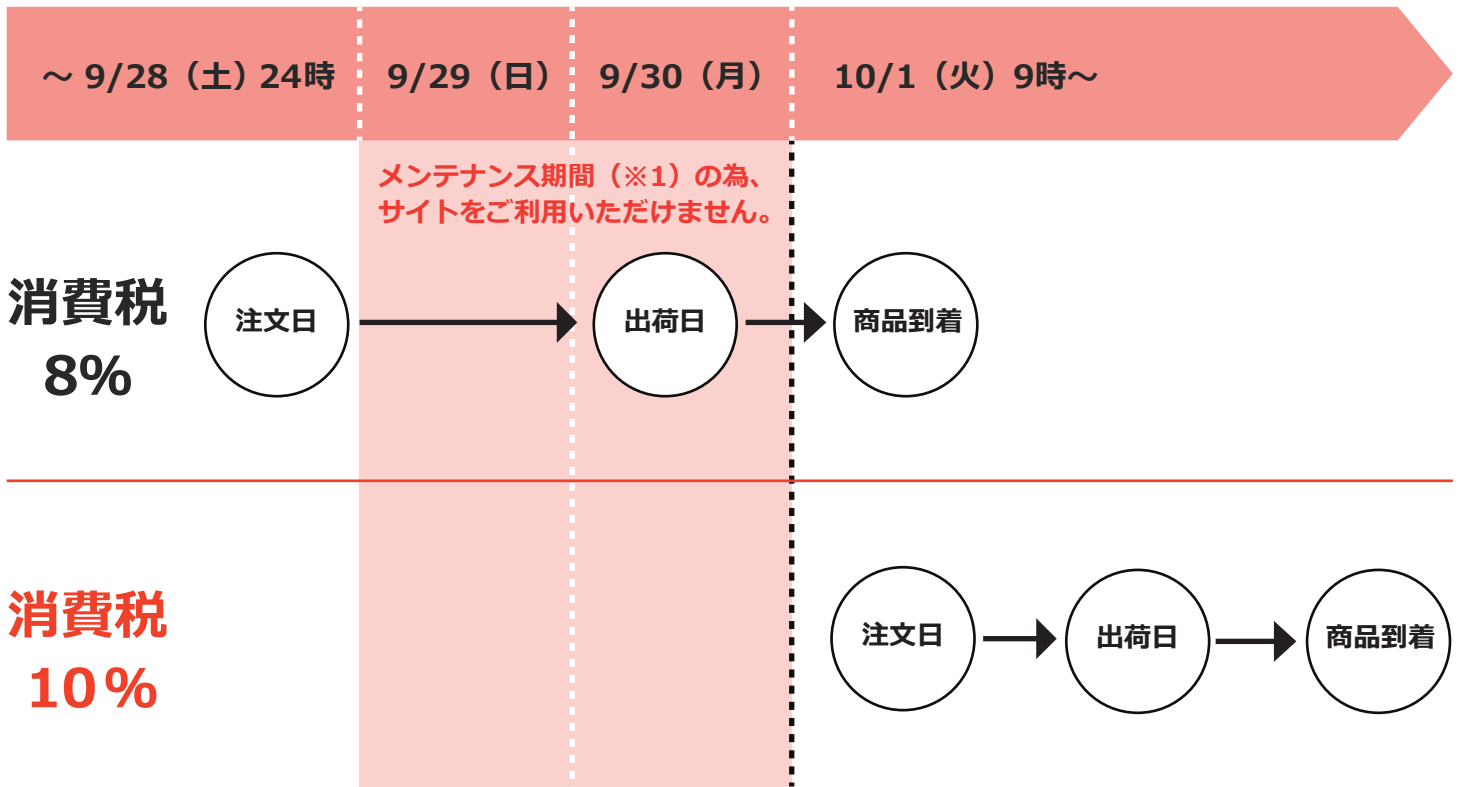 ～ 9/28（土）24時
9/29（日）
9/30（月）
10/1（火）9時～
メンテナンス期間（※1）の為、
サイトをご利用いただけません。
消費税
8%
注文日
出荷日
商品到着
消費税
10%
注文日
出荷日
商品到着